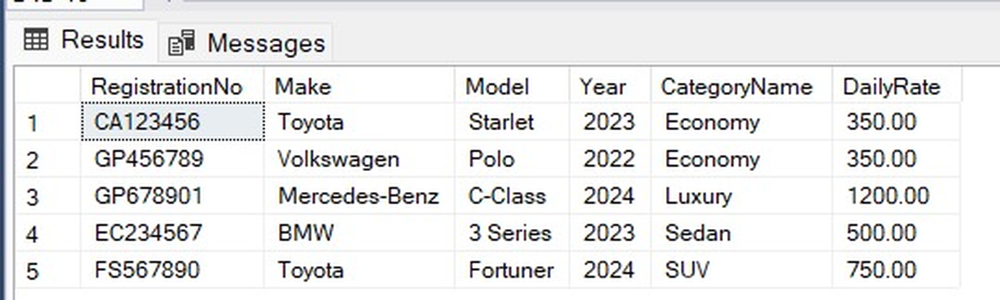 Results Messages
RegistrationNo Make Model Year CategoryName DailyRate
1 CA123456 Toyota Starlet 2023 Economy 350.00
2 GP456789 Volkswagen Polo 2022 Economy 350.00
3 GP678901 Mercedes-Benz C-Class 2024 Luxury 1200.00
4 EC234567 BMW 3 Series 2023 Sedan 500.00
5 FS567890 Toyota Fortuner 2024 SUV 750.00